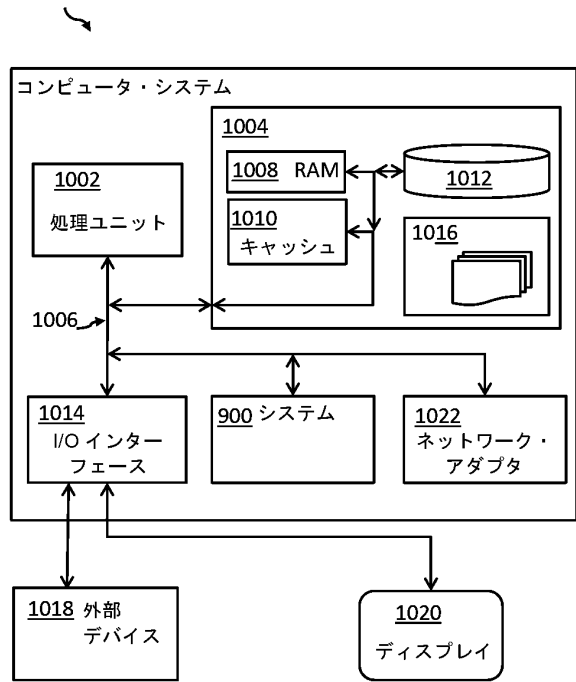 コンピュータ・システム
1004
1002
処理ユニット
1008 RAM
1010
キャッシュ
1012
1016
1006
1014
I/O インター
フェース
900 システム
1022
ネットワーク・
アダプタ
1018 外部
デバイス
1020
ディスプレイ